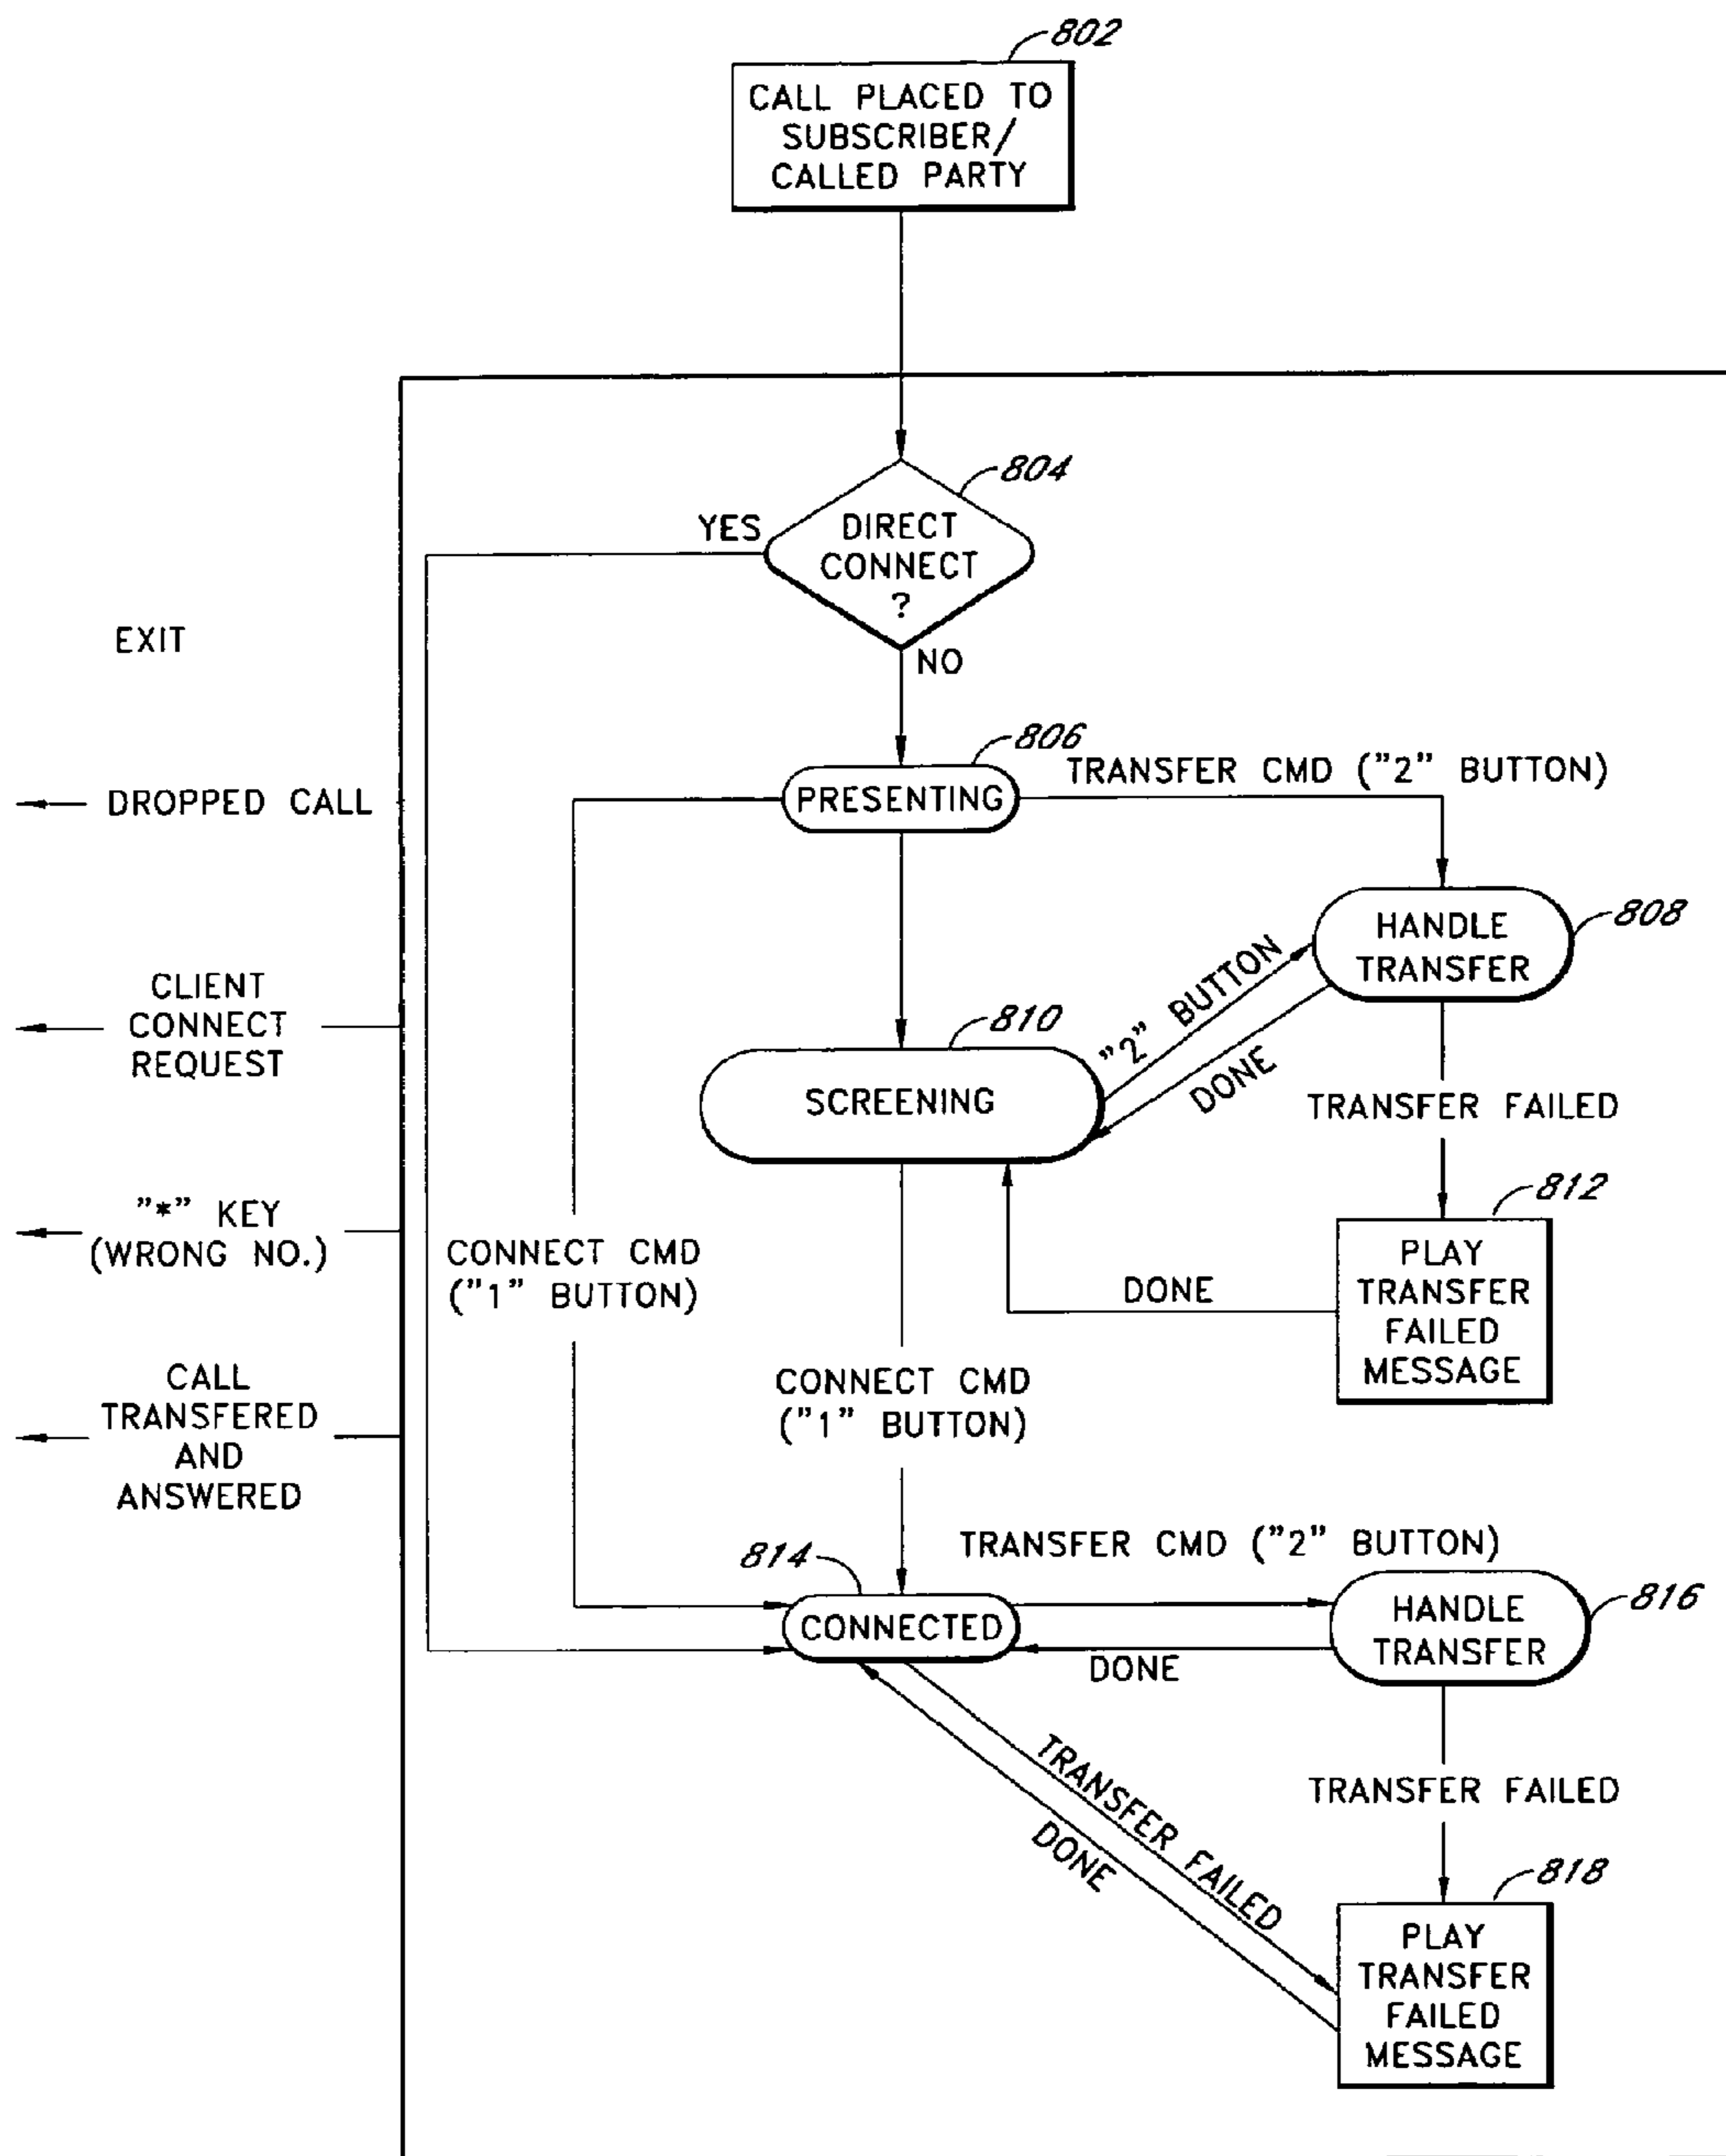 802
CALL PLACED TO
SUBSCRIBER/
CALLED PARTY
804
YES
DIRECT
CONNECT
?
NO
EXIT
806
TRANSFER CMD ("2" BUTTON)
PRESENTING
DROPPED CALL
HANDLE
TRANSFER
808
CLIENT
CONNECT
REQUEST
810
"2" BUTTON
DONE
SCREENING
TRANSFER FAILED
"*" KEY
(WRONG NO.)
CONNECT CMD
("1" BUTTON)
812
PLAY
TRANSFER
FAILED
MESSAGE
DONE
CALL
TRANSFERED
AND
ANSWERED
CONNECT CMD
("1" BUTTON)
814
TRANSFER CMD ("2" BUTTON)
CONNECTED
HANDLE
TRANSFER
816
DONE
TRANSFER FAILED
DONE
TRANSFER FAILED
818
PLAY
TRANSFER
FAILED
MESSAGE